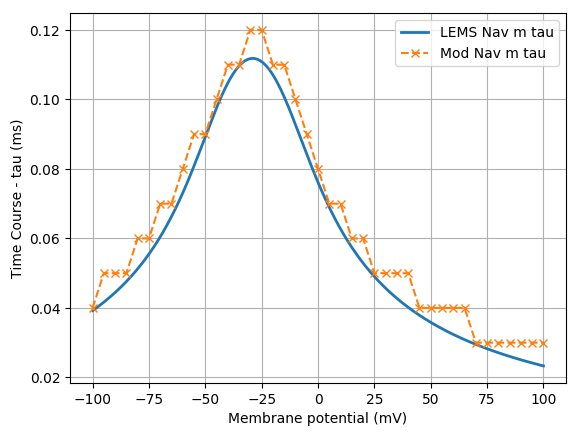 0.12
0.10
0.08
0.06
0.04
0.02
Time Course - tau (ms)
LEMS Nav m tau
Mod Nav m tau
−100 −75 −50 −25 0 25 50 75 100
Membrane potential (mV)